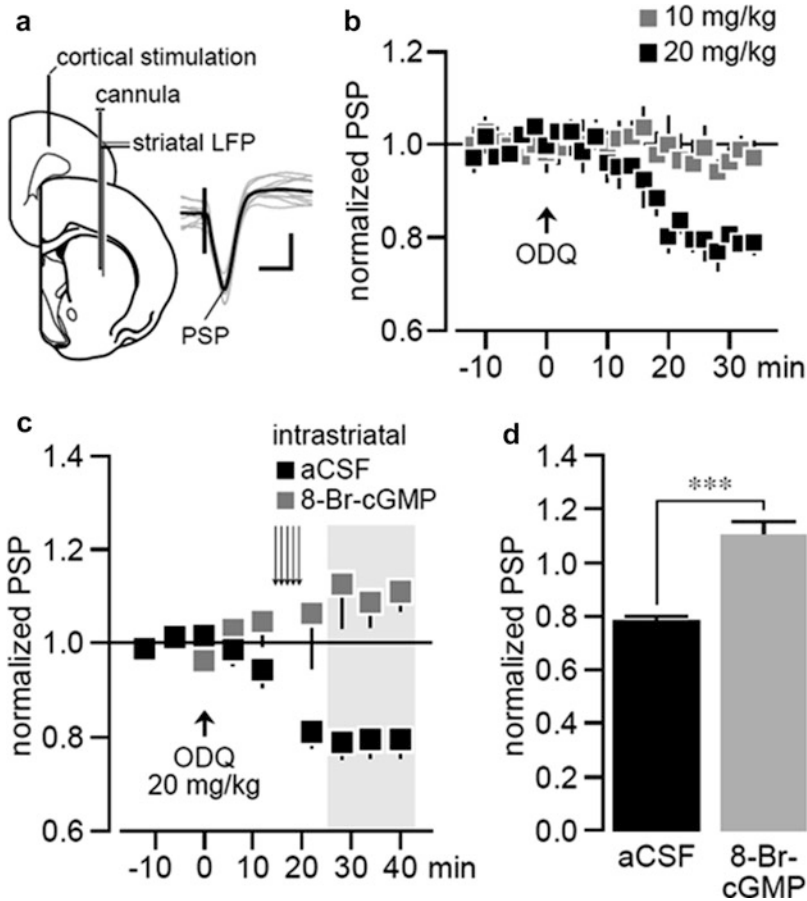 a
cortical stimulation
cannula
striatal LFP
PSP
b
10 mg/kg
20 mg/kg
normalized PSP
1.2
1.0
0.8
0.6
ODQ
-10 0 10 20 30 min
c
intrastriatal
aCSF
8-Br-cGMP
normalized PSP
1.4
1.2
1.0
0.8
0.6
ODQ
20 mg/kg
-10 0 10 20 30 40 min
d
normalized PSP
1.4
1.2
1.0
0.8
0.6
0.4
0.2
0.0
***
aCSF
8-Br-
cGMP